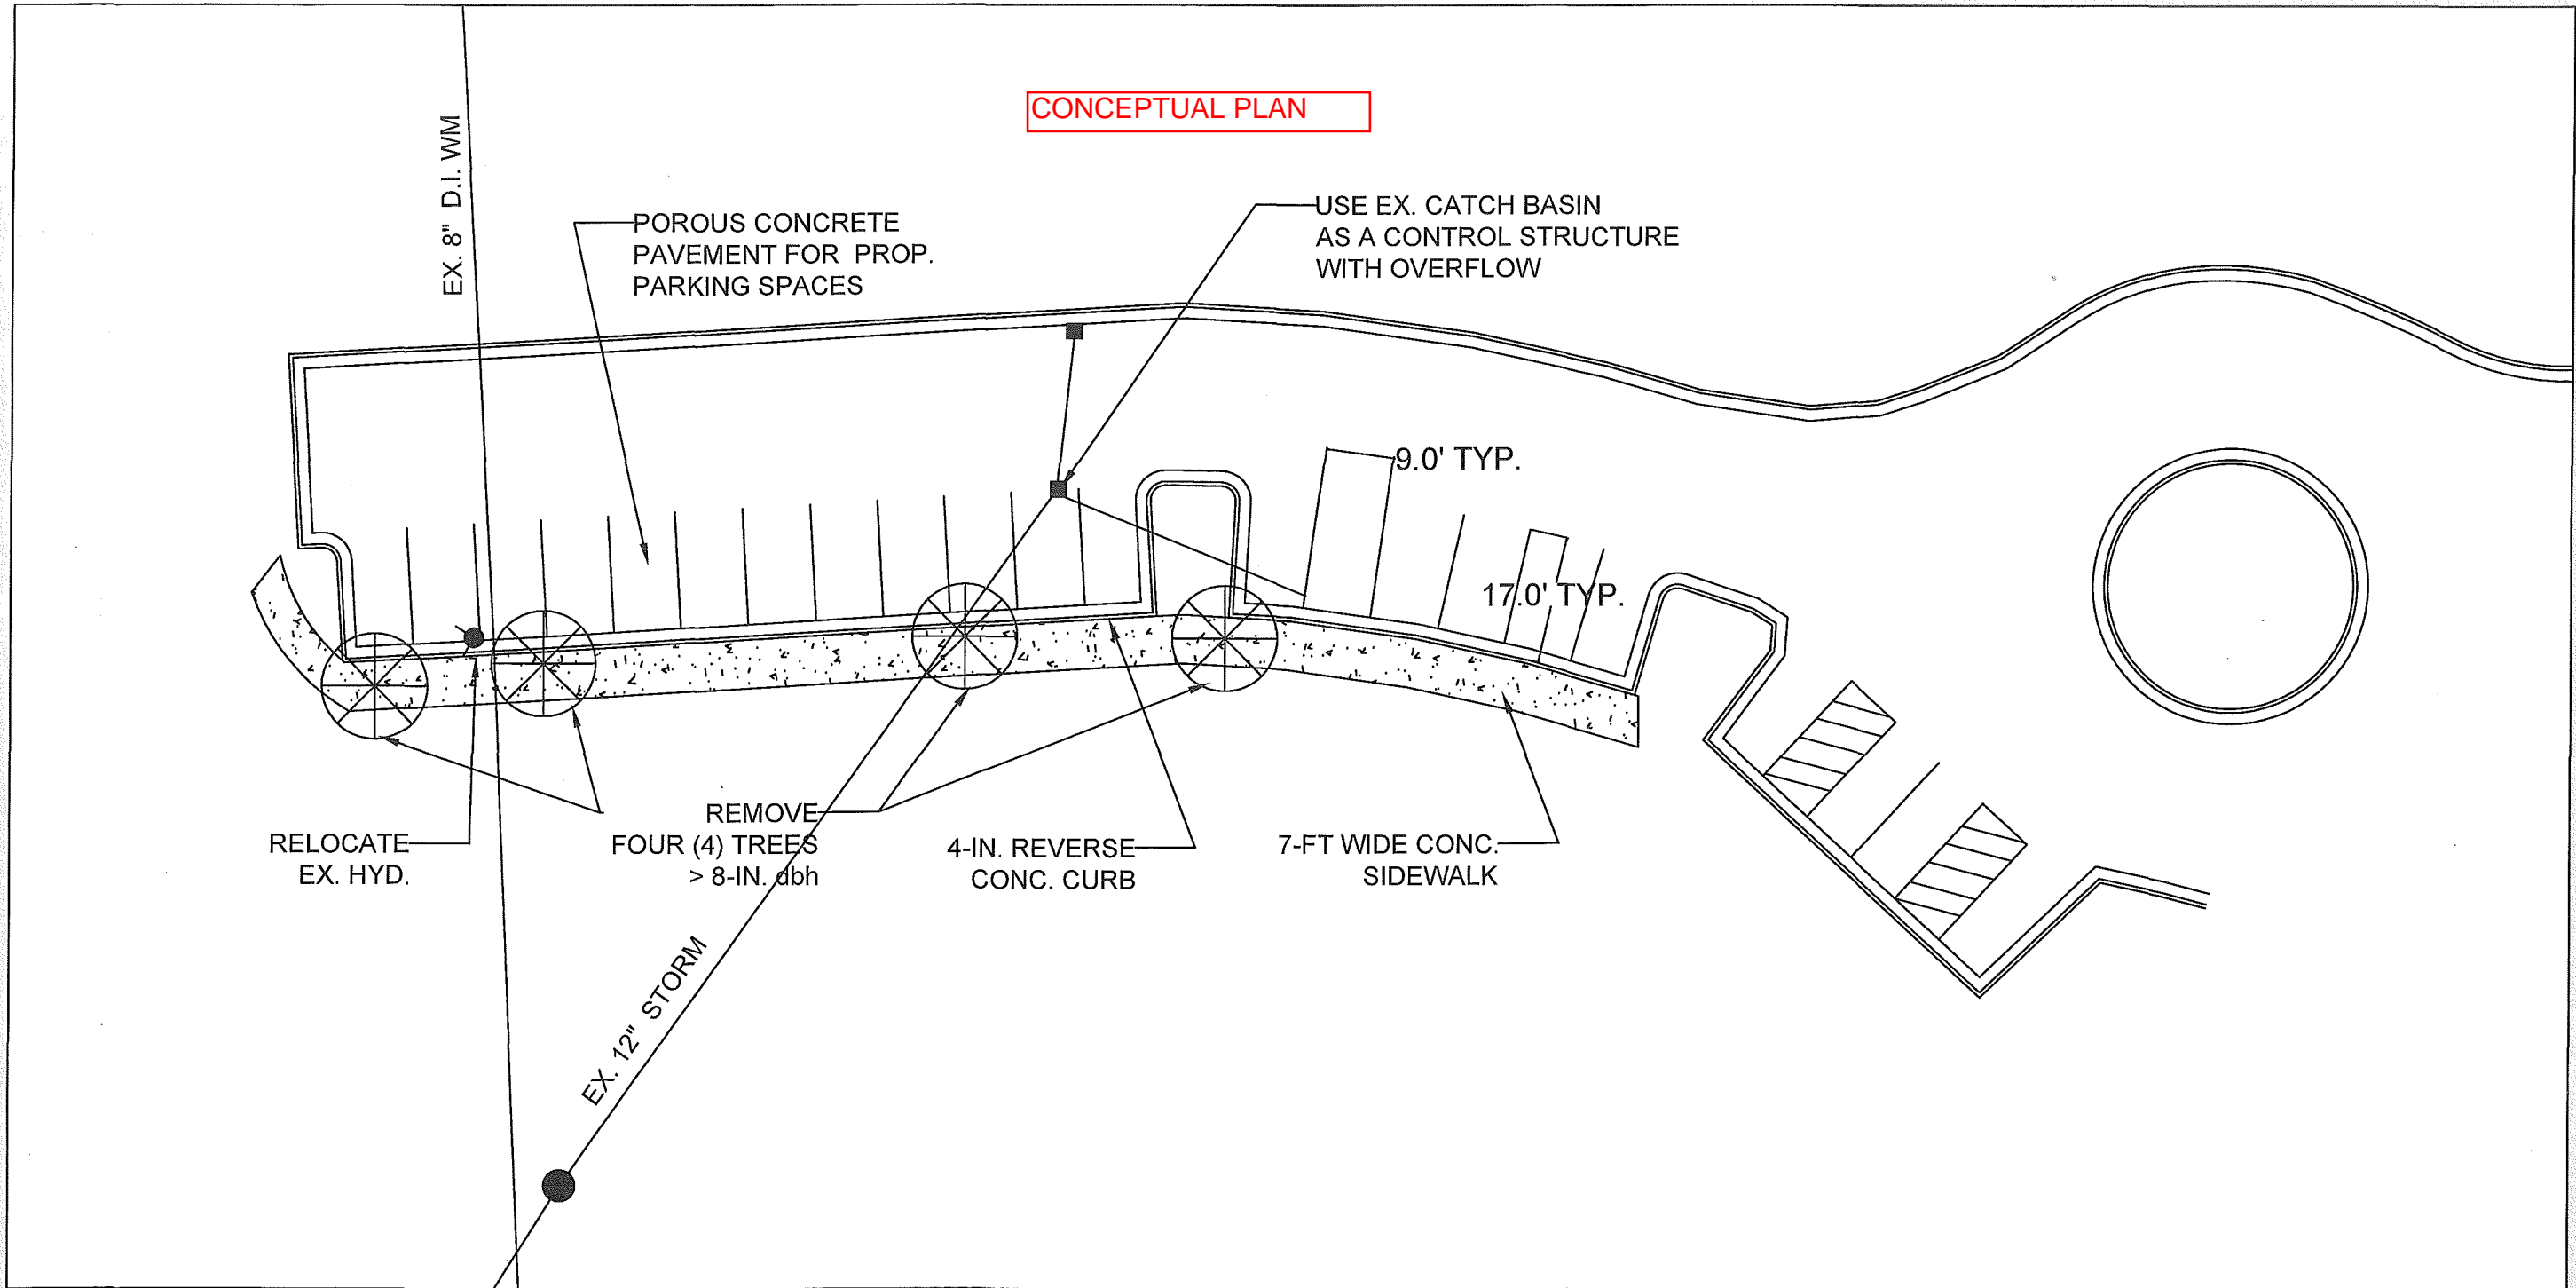 CONCEPTUAL PLAN
EX. 8" D.I. WM
POROUS CONCRETE
PAVEMENT FOR PROP.
PARKING SPACES
USE EX. CATCH BASIN
AS A CONTROL STRUCTURE
WITH OVERFLOW
9.0' TYP.
17.0' TYP.
RELOCATE
EX. HYD.
REMOVE
FOUR (4) TREES
> 8-IN. dbh
4-IN. REVERSE
CONC. CURB
7-FT WIDE CONC.
SIDEWALK
EX. 12" STORM